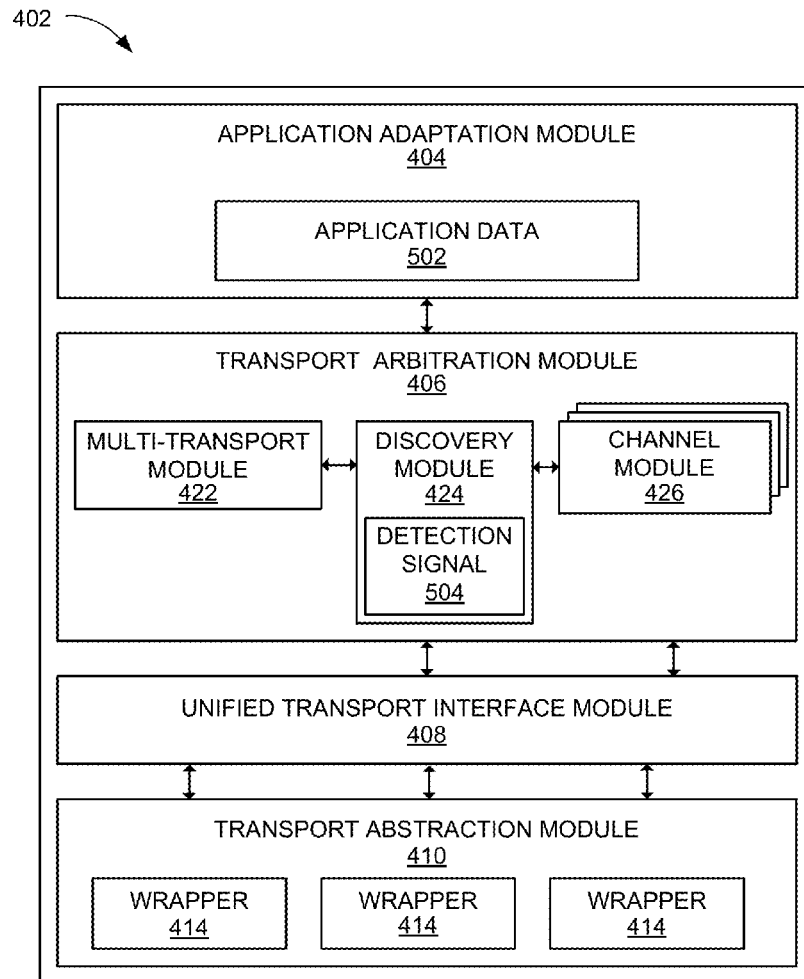 402
APPLICATION ADAPTATION MODULE
404
APPLICATION DATA
502
TRANSPORT ARBITRATION MODULE
406
MULTI-TRANSPORT
MODULE
422
DISCOVERY
MODULE
424
DETECTION
SIGNAL
504
CHANNEL
MODULE
426
UNIFIED TRANSPORT INTERFACE MODULE
408
TRANSPORT ABSTRACTION MODULE
410
WRAPPER
414
WRAPPER
414
WRAPPER
414